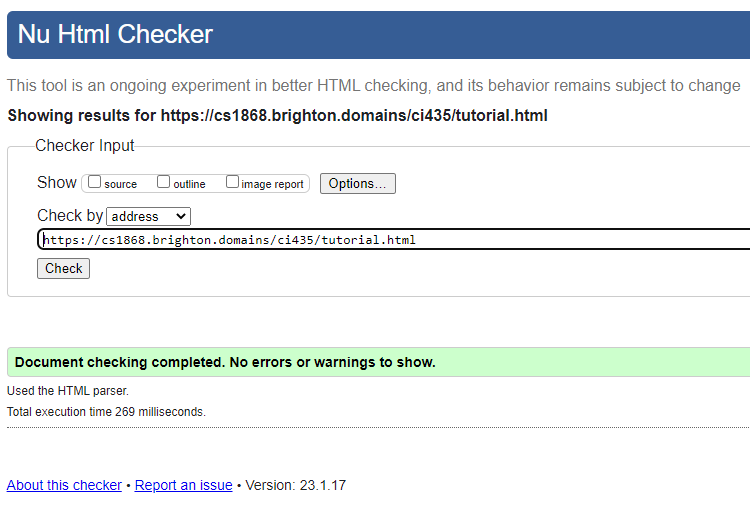 Nu Html Checker
This tool is an ongoing experiment in better HTML checking, and its behavior remains subject to change
Showing results for https://cs1868.brighton.domains/ci435/tutorial.html
Checker Input
Show source outline image report Options...
Check by address
https://cs1868.brighton.domains/ci435/tutorial.html
Check
Document checking completed. No errors or warnings to show.
Used the HTML parser.
Total execution time 269 milliseconds.
About this checker • Report an issue • Version: 23.1.17